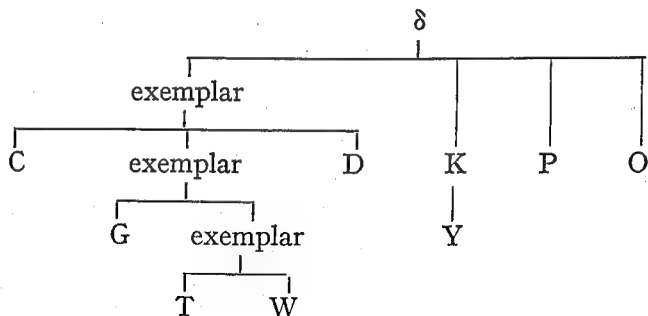 δ
exemplar
C exemplar D K P O
G exemplar Y
T W